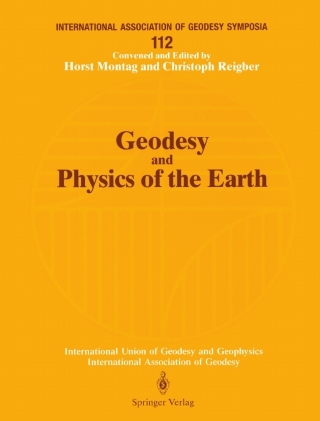 INTERNATIONAL ASSOCIATION OF GEODESY SYMPOSIA
112
Convened and Edited by
Horst Montag and Christoph Reigber
Geodesy
and
Physics of the Earth
International Union of Geodesy and Geophysics
International Association of Geodesy
Springer Verlag